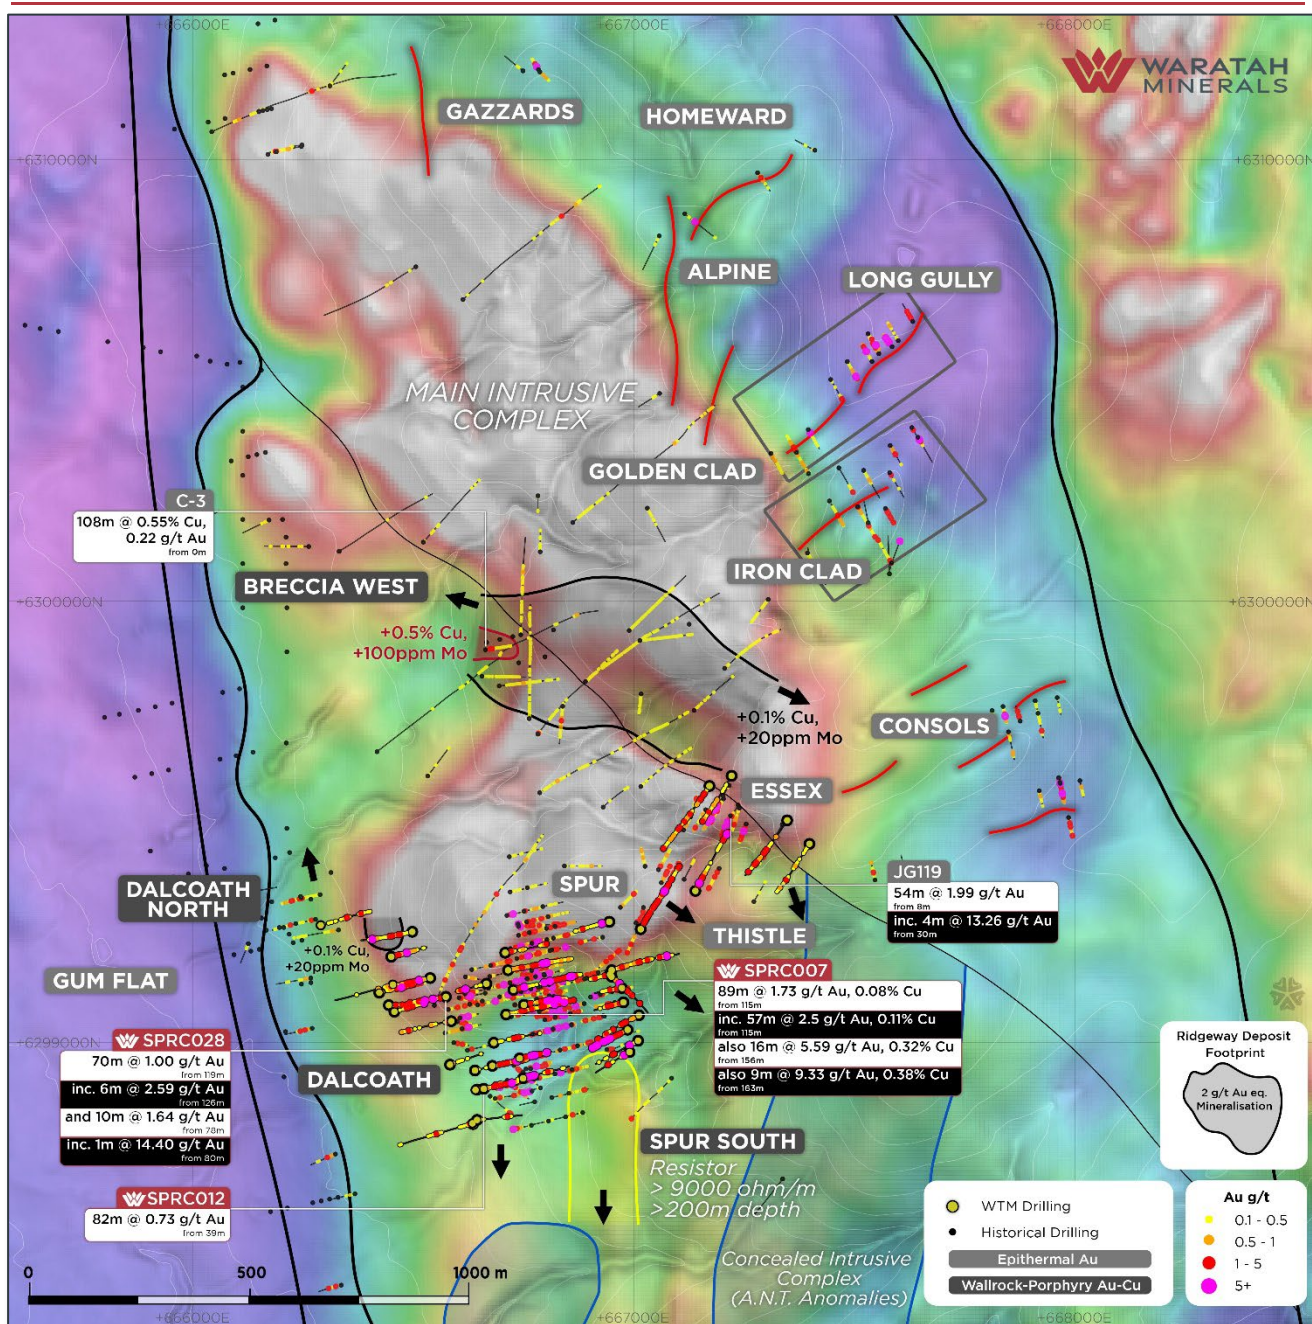 +666000E
+667000E
+668000E
WARATAH
MINERALS
GAZZARDS
HOMEWARD
+6310000N
+6310000N
ALPINE
LONG GULLY
MAIN INTRUSIVE
COMPLEX
GOLDEN CLAD
C-3
108m @ 0.55% Cu,
0.22 g/t Au
from 0m
IRON CLAD
BRECCIA WEST
+6300000N
+6300000N
+0.5% Cu,
+100ppm Mo
+0.1% Cu,
+20ppm Mo
CONSOLS
ESSEX
JG119
54m @ 1.99 g/t Au
from 8m
inc. 4m @ 13.26 g/t Au
from 30m
SPUR
DALCOATH
NORTH
THISTLE
+0.1% Cu,
+20ppm Mo
GUM FLAT
SPRC007
89m @ 1.73 g/t Au, 0.08% Cu
from 115m
inc. 57m @ 2.5 g/t Au, 0.11% Cu
from 115m
also 16m @ 5.59 g/t Au, 0.32% Cu
from 156m
also 9m @ 9.33 g/t Au, 0.38% Cu
from 163m
+6299000N
SPRC028
70m @ 1.00 g/t Au
from 119m
inc. 6m @ 2.59 g/t Au
from 126m
and 10m @ 1.64 g/t Au
from 78m
inc. 1m @ 14.40 g/t Au
from 80m
DALCOATH
Ridgeway Deposit
Footprint
2 g/t Au eq.
Mineralisation
SPUR SOUTH
Resistor
> 9000 ohm/m
>200m depth
SPRC012
82m @ 0.73 g/t Au
from 39m
WTM Drilling
Historical Drilling
Epithermal Au
Wallrock-Porphyry Au-Cu
Au g/t
0.1 - 0.5
0.5 - 1
1 - 5
5+
Concealed Intrusive
Complex
(A.N.T. Anomalies)
0
500
1000 m
+666000E
+667000E
+668000E